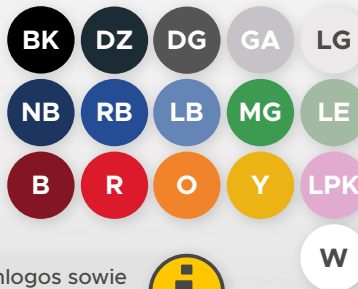 BK DZ DG GA LG
NB RB LB MG LE
B R O Y LPK
W
nlogos sowie